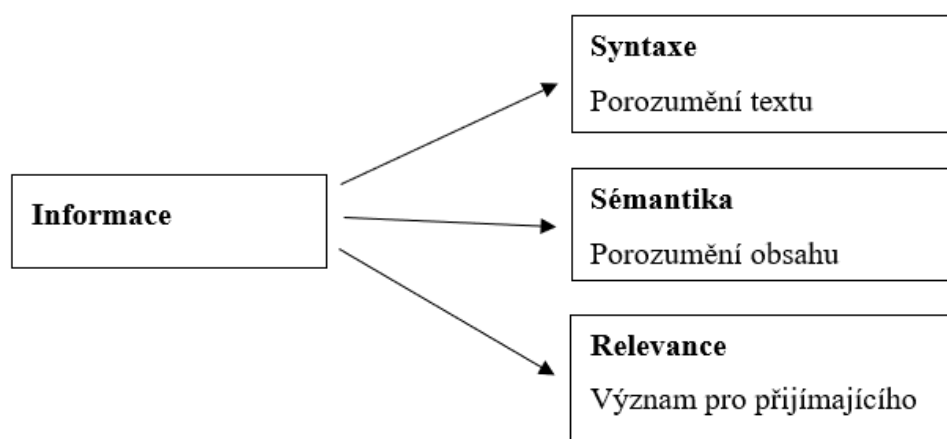 Syntaxe
Porozumění textu
Informace
Sémantika
Porozumění obsahu
Relevance
Význam pro přijímajícího